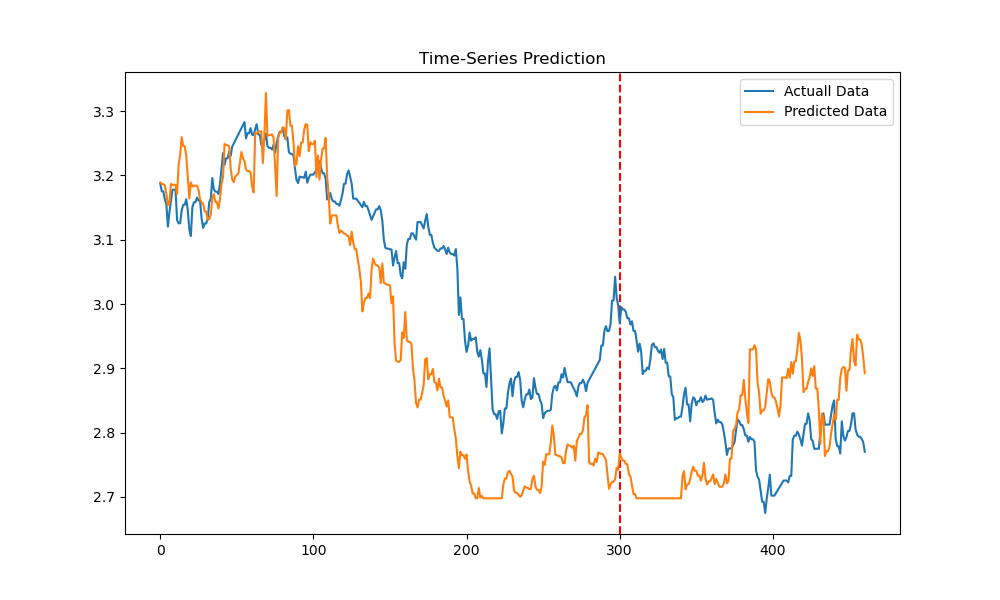 Time-Series Prediction
Actuall Data
Predicted Data
3.3
3.2
3.1
3.0
2.9
2.8
2.7
0 100 200 300 400